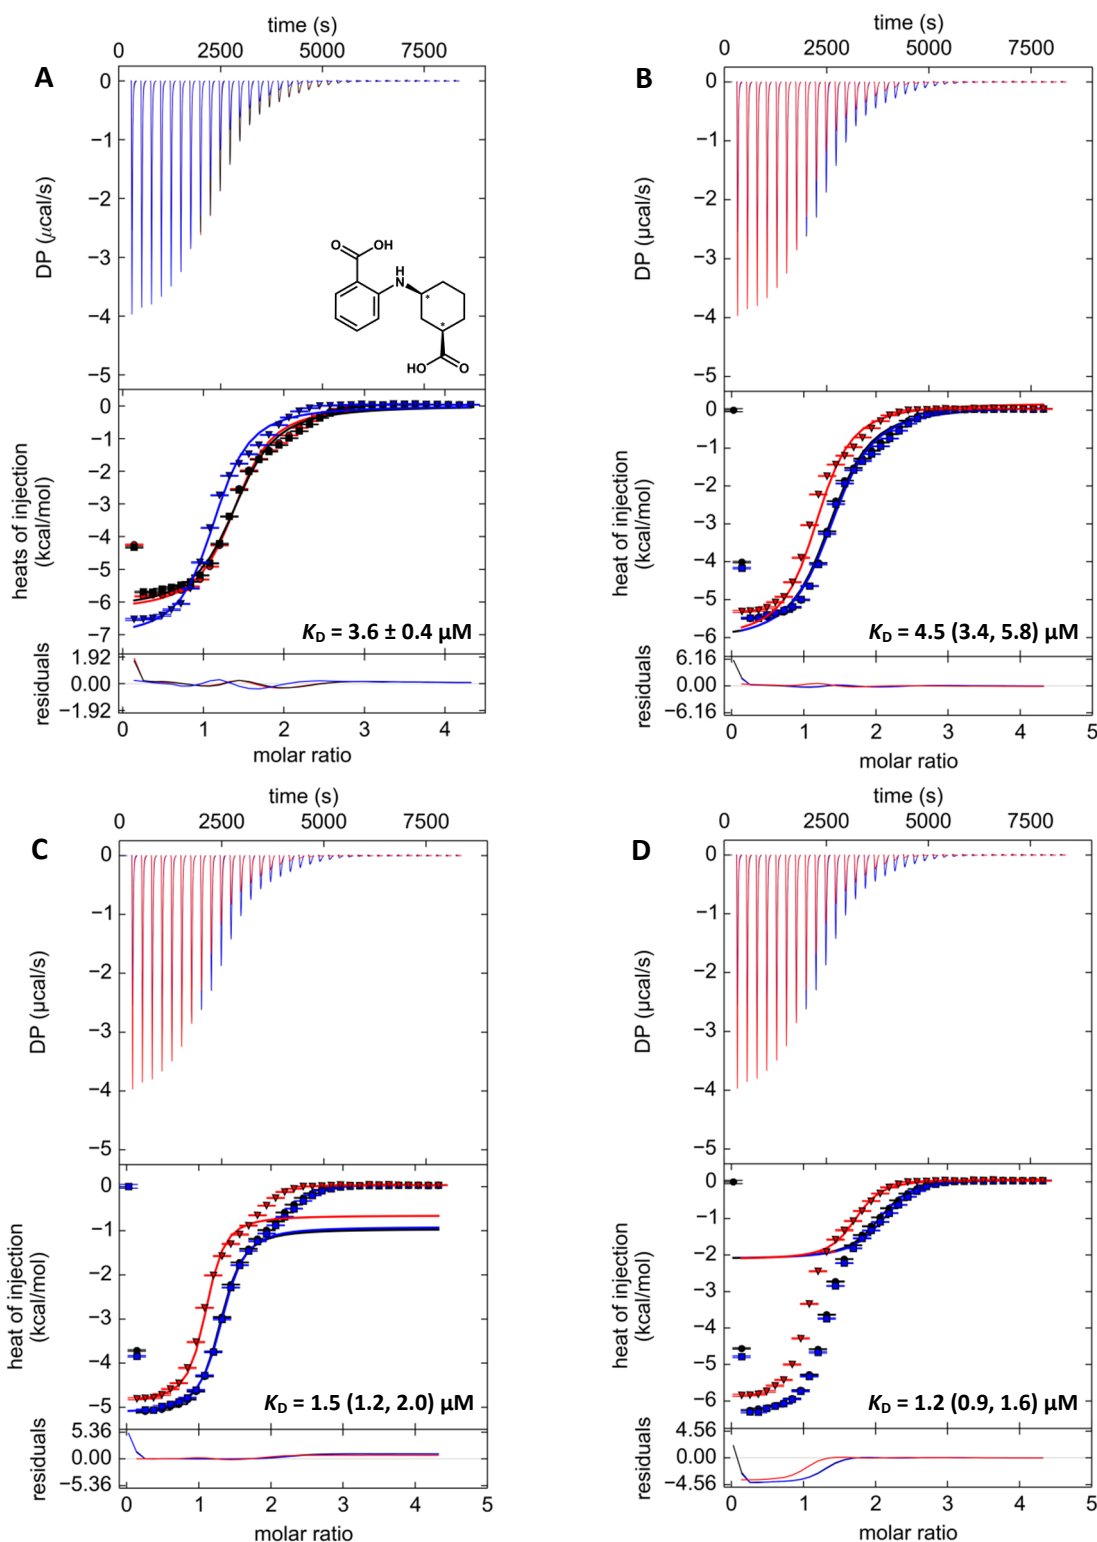 time (s)
0 2500 5000 7500
A
0
−1
−2
−3
−4
−5
DP (μcal/s)
O
OH
H
N
*
*
HO
O
0
−1
−2
−3
−4
−5
−6
−7
heats of injection
(kcal/mol)
KD = 3.6 ± 0.4 μM
1.92
0.00
−1.92
residuals
0 1 2 3 4
molar ratio
time (s)
0 2500 5000 7500
B
0
−1
−2
−3
−4
−5
DP (μcal/s)
0
−1
−2
−3
−4
−5
−6
heat of injection
(kcal/mol)
KD = 4.5 (3.4, 5.8) μM
6.16
0.00
−6.16
residuals
0 1 2 3 4 5
molar ratio
time (s)
0 2500 5000 7500
C
0
−1
−2
−3
−4
−5
DP (μcal/s)
0
−1
−2
−3
−4
−5
heat of injection
(kcal/mol)
KD = 1.5 (1.2, 2.0) μM
5.36
0.00
−5.36
residuals
0 1 2 3 4 5
molar ratio
time (s)
0 2500 5000 7500
D
0
−1
−2
−3
−4
−5
DP (μcal/s)
0
−1
−2
−3
−4
−5
−6
heat of injection
(kcal/mol)
KD = 1.2 (0.9, 1.6) μM
4.56
0.00
−4.56
residuals
0 1 2 3 4 5
molar ratio